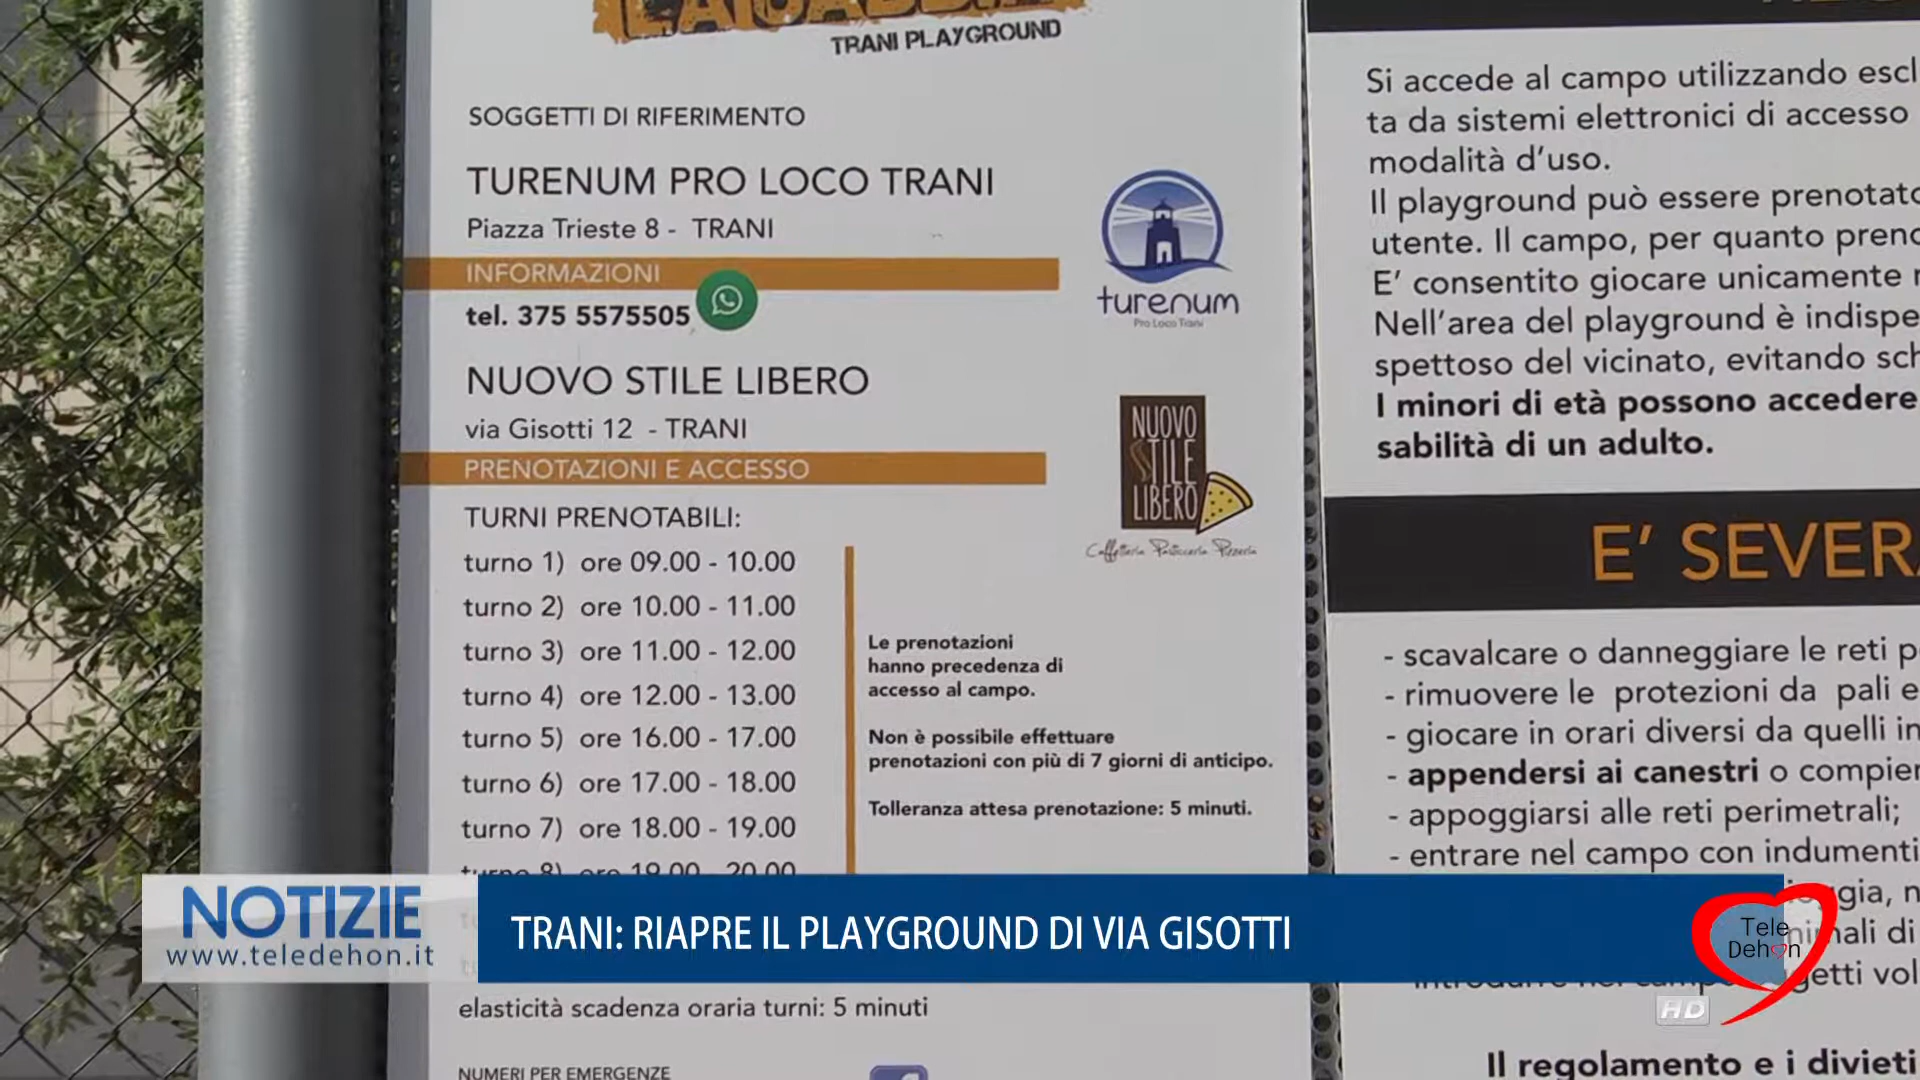 TRANI PLAYGROUND
SOGGETTI DI RIFERIMENTO
TURENUM PRO LOCO TRANI
Piazza Trieste 8 - TRANI
INFORMAZIONI
tel. 375 5575505
turenum
Pro Loco Trani
NUOVO STILE LIBERO
via Gisotti 12 - TRANI
PRENOTAZIONI E ACCESSO
NUOVO
STILE
LIBERO
Caffetteria Pasticceria Pizzeria
TURNI PRENOTABILI:
turno 1) ore 09.00 - 10.00
turno 2) ore 10.00 - 11.00
turno 3) ore 11.00 - 12.00
turno 4) ore 12.00 - 13.00
turno 5) ore 16.00 - 17.00
turno 6) ore 17.00 - 18.00
turno 7) ore 18.00 - 19.00
turno 8) ore 19.00 - 20.00
Le prenotazioni
hanno precedenza di
accesso al campo.
Non è possibile effettuare
prenotazioni con più di 7 giorni di anticipo.
Tolleranza attesa prenotazione: 5 minuti.
elasticità scadenza oraria turni: 5 minuti
NUMERI PER EMERGENZE
Si accede al campo utilizzando escl
ta da sistemi elettronici di accesso
modalità d'uso.
Il playground può essere prenotato
utente. Il campo, per quanto preno
E' consentito giocare unicamente
Nell'area del playground è indispe
spettoso del vicinato, evitando sch
I minori di età possono accedere
sabilità di un adulto.
E' SEVERA
- scavalcare o danneggiare le reti pe
- rimuovere le protezioni da pali e
- giocare in orari diversi da quelli in
- appendersi ai canestri o compier
- appoggiarsi alle reti perimetrali;
- entrare nel campo con indumenti
ggia, n
nimali di
getti vol
Il regolamento e i divieti
NOTIZIE
www.teledehon.it
TRANI: RIAPRE IL PLAYGROUND DI VIA GISOTTI
Tele
Dehon
HD